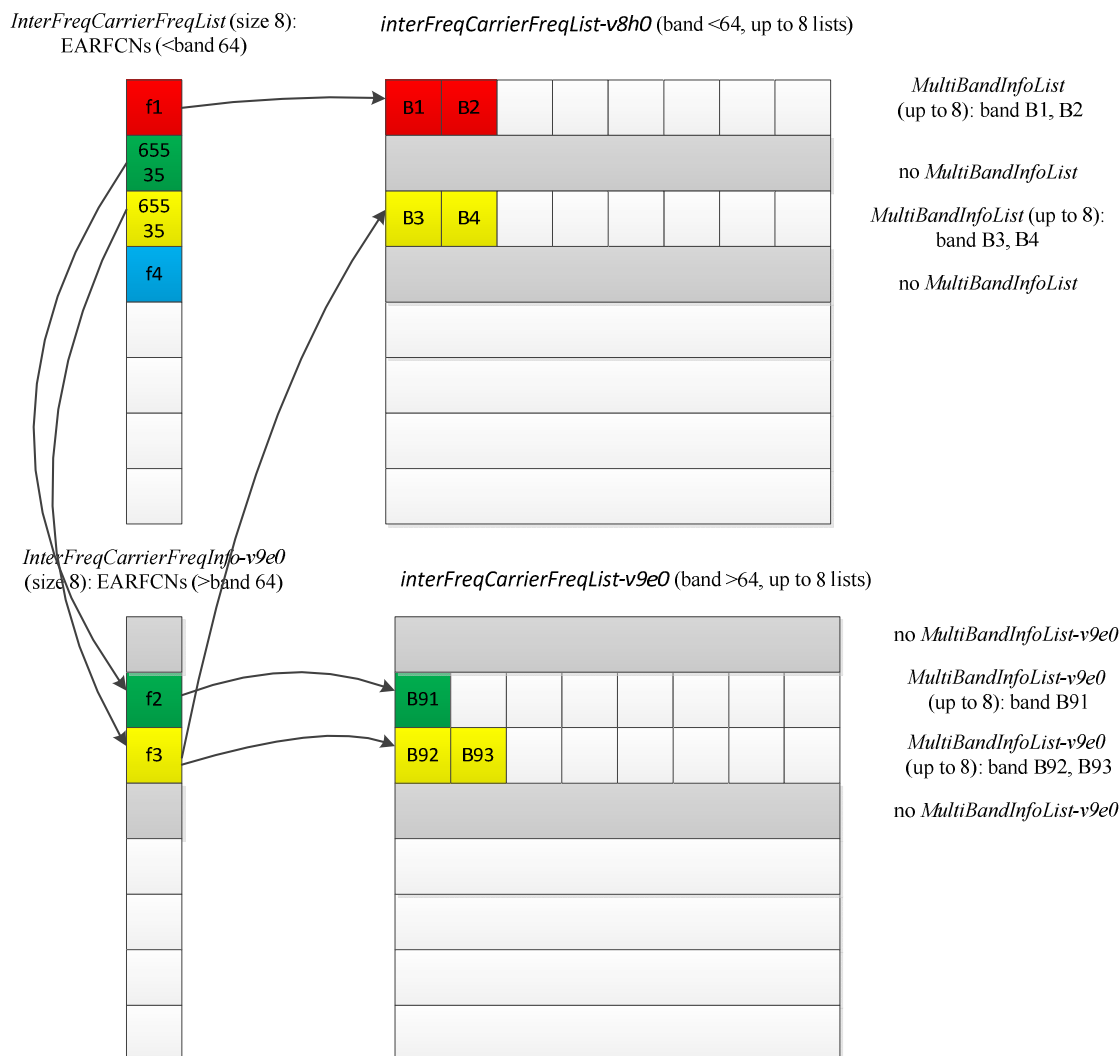 InterFreqCarrierFreqList (size 8):
EARFCNs (<band 64)
interFreqCarrierFreqList-v8h0 (band <64, up to 8 lists)
f1
B1 B2
MultiBandInfoList
(up to 8): band B1, B2
655
35
no MultiBandInfoList
655
35
B3 B4
MultiBandInfoList (up to 8):
band B3, B4
f4
no MultiBandInfoList
InterFreqCarrierFreqInfo-v9e0
(size 8): EARFCNs (>band 64)
interFreqCarrierFreqList-v9e0 (band >64, up to 8 lists)
no MultiBandInfoList-v9e0
f2
B91
MultiBandInfoList-v9e0
(up to 8): band B91
f3
B92 B93
MultiBandInfoList-v9e0
(up to 8): band B92, B93
no MultiBandInfoList-v9e0